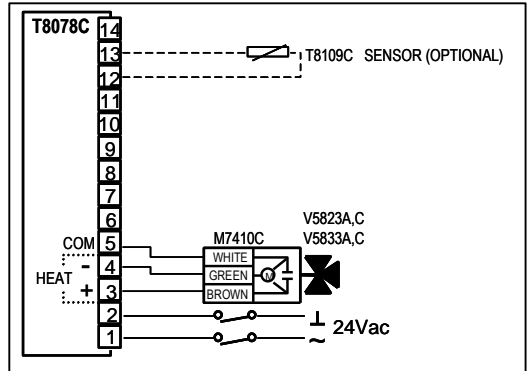 T8078C
14
13
12
11
10
9
8
7
6
5
4
3
2
1
T8109C SENSOR (OPTIONAL)
V5823A,C
V5833A,C
M7410C
COM
WHITE
HEAT
-
GREEN
M
+
BROWN
24Vac
~